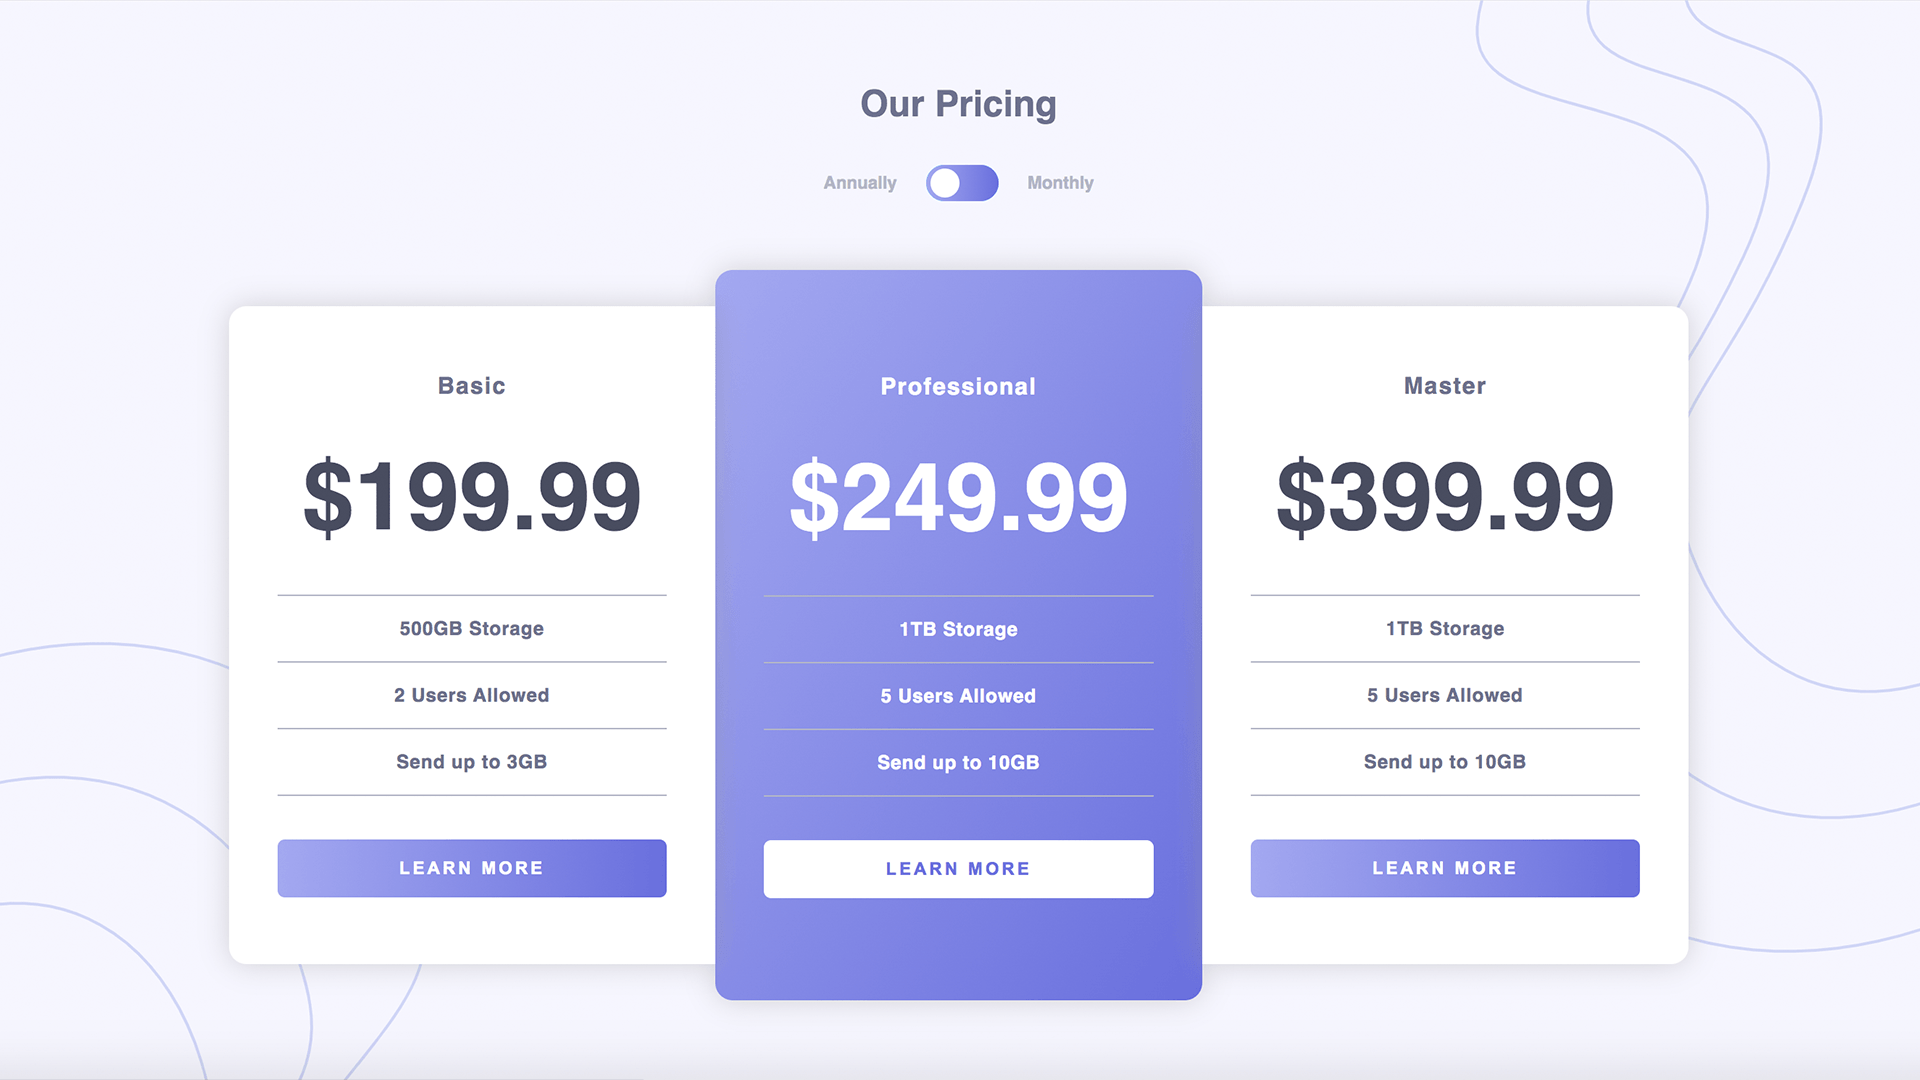 Our Pricing
Annually
Monthly
Basic
$199.99
500GB Storage
2 Users Allowed
Send up to 3GB
LEARN MORE
Professional
$249.99
1TB Storage
5 Users Allowed
Send up to 10GB
LEARN MORE
Master
$399.99
1TB Storage
5 Users Allowed
Send up to 10GB
LEARN MORE